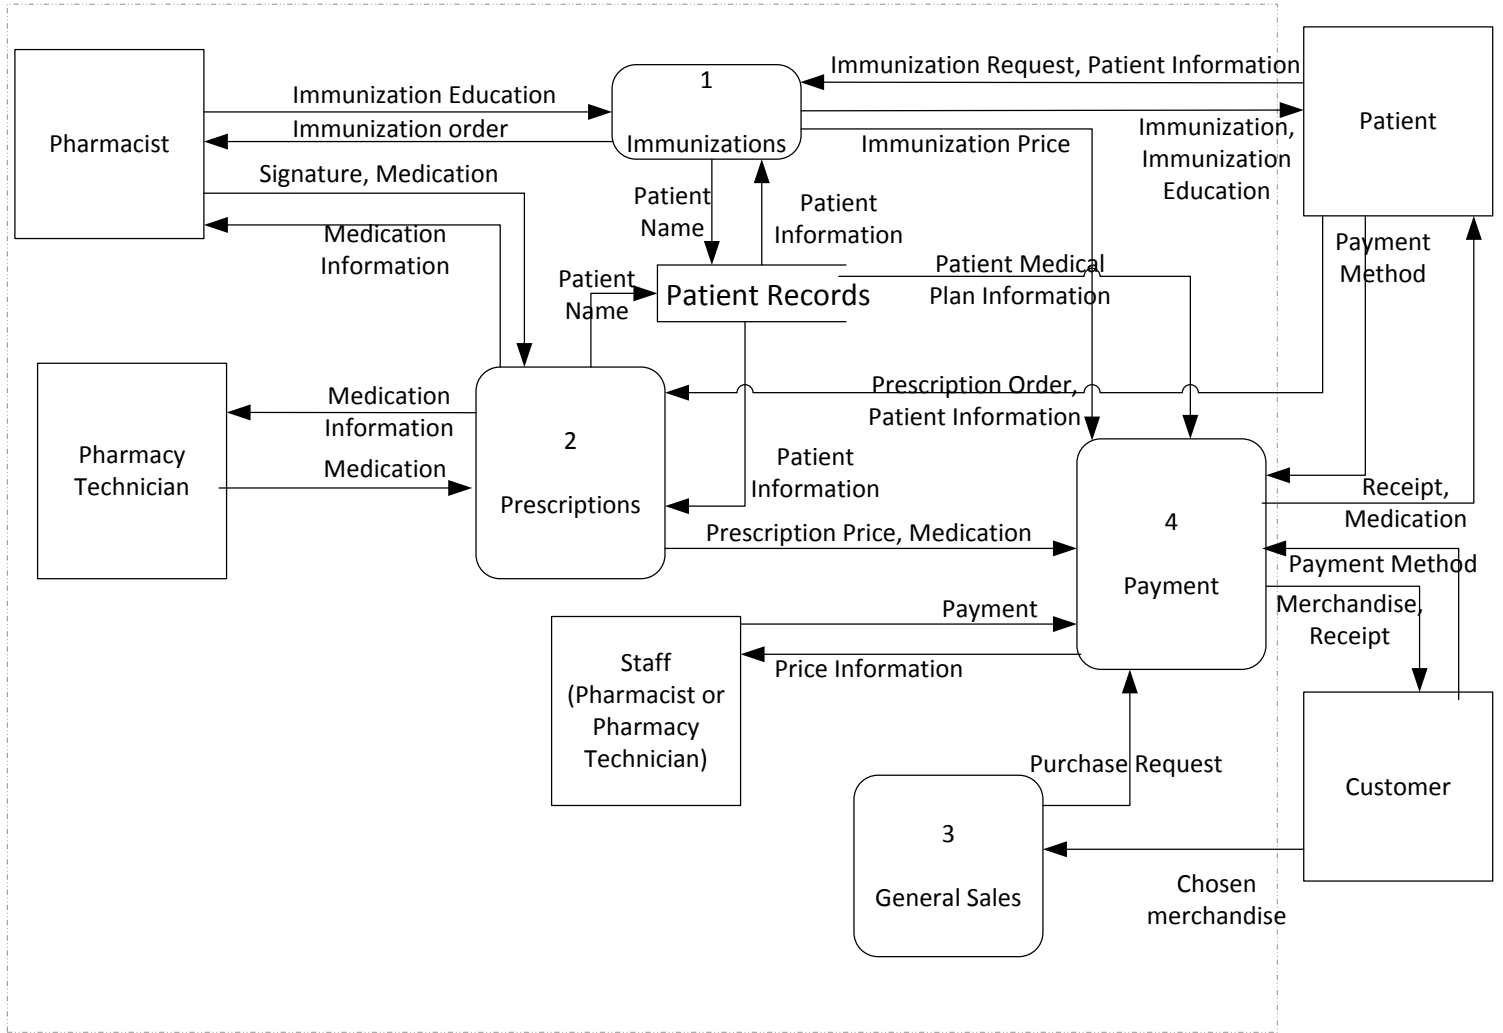 Immunization Request, Patient Information
1
Immunizations
Immunization Education
Immunization order
Pharmacist
Patient
Immunization,
Immunization
Education
Immunization Price
Signature, Medication
Patient
Name
Patient
Information
Medication
Information
Payment
Method
Patient
Name
Patient Records
Patient Medical
Plan Information
Prescription Order,
Patient Information
Medication
Information
Pharmacy
Technician
Medication
2
Prescriptions
Patient
Information
Receipt,
Medication
Prescription Price, Medication
4
Payment
Payment Method
Merchandise,
Receipt
Payment
Price Information
Staff
(Pharmacist or
Pharmacy
Technician)
Purchase Request
Customer
3
General Sales
Chosen
merchandise